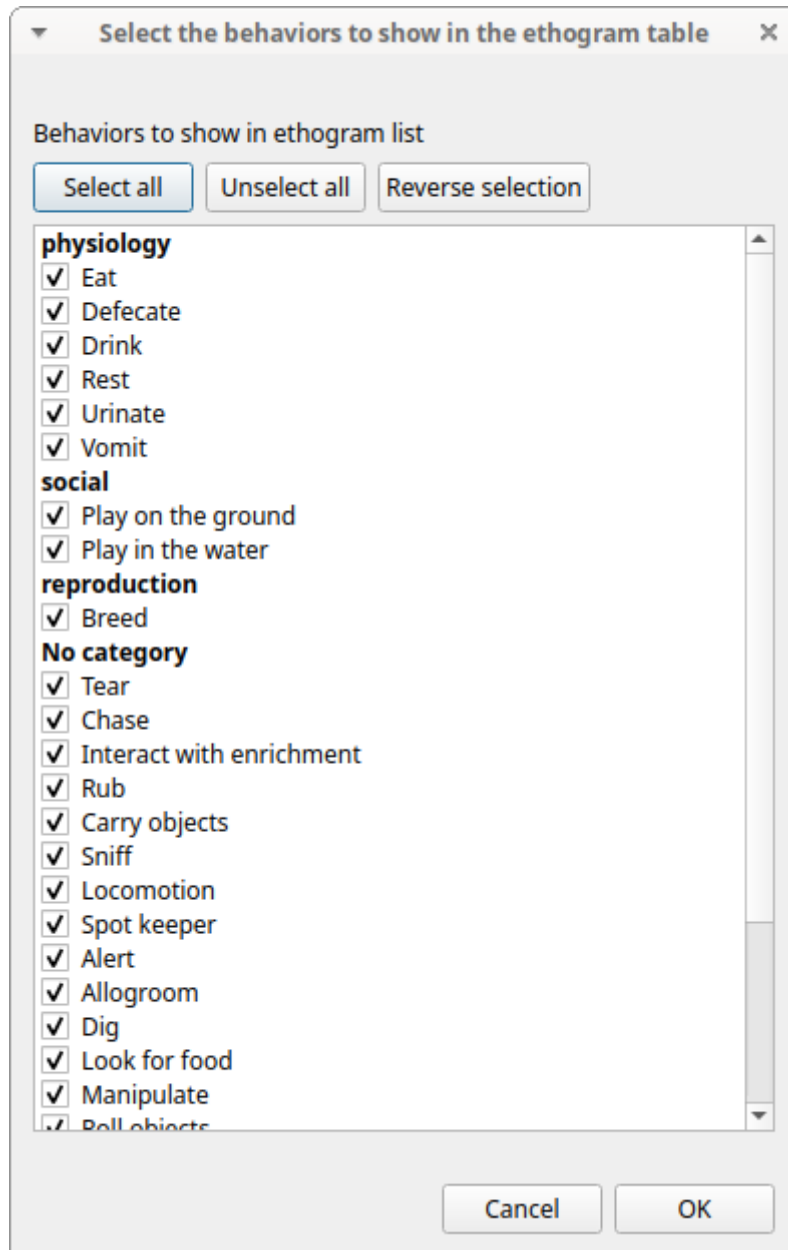 Select the behaviors to show in the ethogram table
Behaviors to show in ethogram list
Select all Unselect all Reverse selection
physiology
Eat
Defecate
Drink
Rest
Urinate
Vomit
social
Play on the ground
Play in the water
reproduction
Breed
No category
Tear
Chase
Interact with enrichment
Rub
Carry objects
Sniff
Locomotion
Spot keeper
Alert
Allogroom
Dig
Look for food
Manipulate
Roll objects
Cancel OK